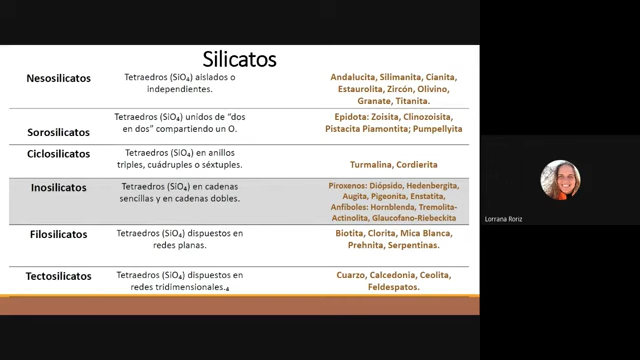 Silicatos
Nesosilicatos
Tetraedros (SiO₄) aislados o
independientes.
Andalucita, Silimanita, Cianita,
Estaurolita, Zircón, Olivino,
Granate, Titanita.
Sorosilicatos
Tetraedros (SiO₄) unidos de “dos
en dos” compartiendo un O.
Epidota: Zoisita, Clinozoisita,
Pistacita Piamontita; Pumpellyita
Ciclosilicatos
Tetraedros (SiO₄) en anillos
triples, cuádruples o séxtuples.
Turmalina, Cordierita
Inosilicatos
Tetraedros (SiO₄) en cadenas
sencillas y en cadenas dobles.
Piroxenos: Diópsido, Hedenbergita,
Augita, Pigeonita, Enstatita,
Anfiboles: Hornblenda, Tremolita-
Actinolita, Glaucofano-Riebeckita
Filosilicatos
Tetraedros (SiO₄) dispuestos en
redes planas.
Biotita, Clorita, Mica Blanca,
Prehnita, Serpentinas.
Tectosilicatos
Tetraedros (SiO₄) dispuestos en
redes tridimensionales.₄
Cuarzo, Calcedonia, Ceolita,
Feldespatos.
Lorrana Roriz